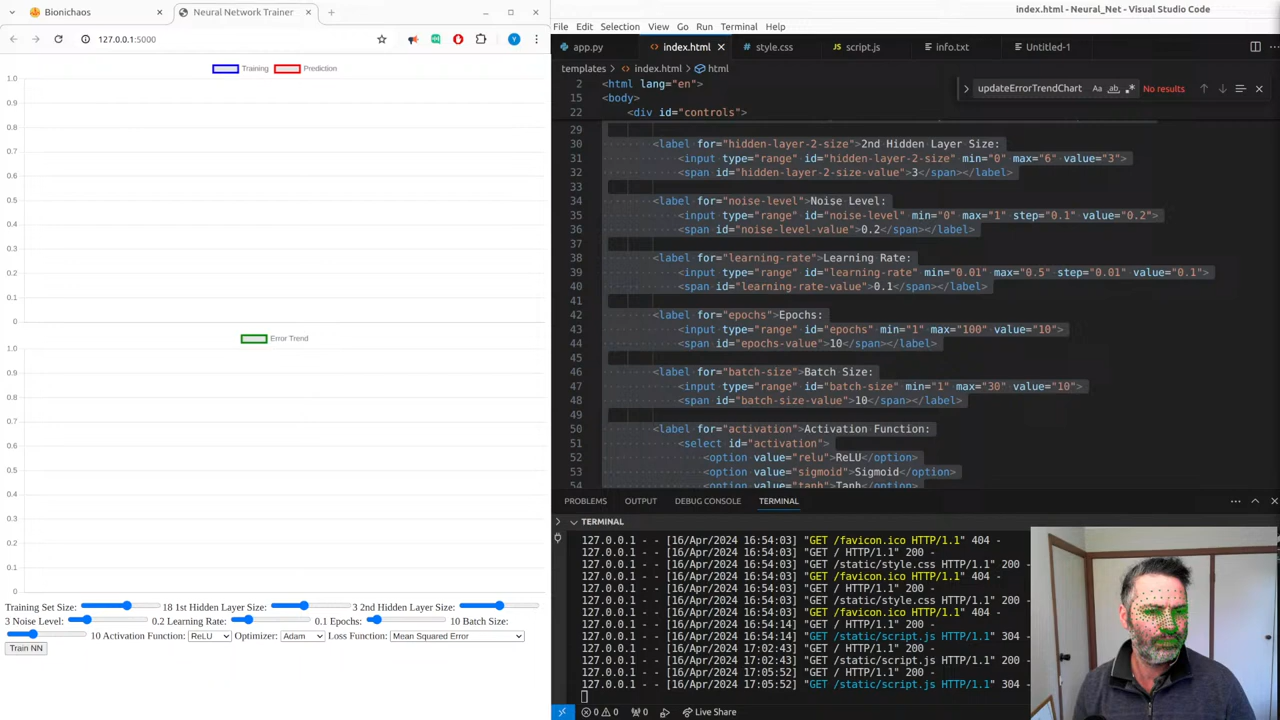 Bionichaos
Neural Network Trainer
127.0.0.1:5000
Y
Training
Prediction
1.0
0.9
0.8
0.7
0.6
0.5
0.4
0.3
0.2
0.1
0
Error Trend
1.0
0.9
0.8
0.7
0.6
0.5
0.4
0.3
0.2
0.1
0
Training Set Size: 18 1st Hidden Layer Size: 3 2nd Hidden Layer Size:
3 Noise Level: 0.2 Learning Rate: 0.1 Epochs: 10 Batch Size:
10 Activation Function: ReLU Optimizer: Adam Loss Function: Mean Squared Error
Train NN
index.html - Neural_Net - Visual Studio Code
File Edit Selection View Go Run Terminal Help
app.py index.html style.css script.js info.txt Untitled-1
templates > index.html > html
updateErrorTrendChart Aa ab No results
2 <html lang="en">
15 <body>
22 <div id="controls">
29
30 <label for="hidden-layer-2-size">2nd Hidden Layer Size:
31 <input type="range" id="hidden-layer-2-size" min="0" max="6" value="3">
32 <span id="hidden-layer-2-size-value">3</span></label>
33
34 <label for="noise-level">Noise Level:
35 <input type="range" id="noise-level" min="0" max="1" step="0.1" value="0.2">
36 <span id="noise-level-value">0.2</span></label>
37
38 <label for="learning-rate">Learning Rate:
39 <input type="range" id="learning-rate" min="0.01" max="0.5" step="0.01" value="0.1">
40 <span id="learning-rate-value">0.1</span></label>
41
42 <label for="epochs">Epochs:
43 <input type="range" id="epochs" min="1" max="100" value="10">
44 <span id="epochs-value">10</span></label>
45
46 <label for="batch-size">Batch Size:
47 <input type="range" id="batch-size" min="1" max="30" value="10">
48 <span id="batch-size-value">10</span></label>
49
50 <label for="activation">Activation Function:
51 <select id="activation">
52 <option value="relu">ReLU</option>
53 <option value="sigmoid">Sigmoid</option>
54 <option value="tanh">Tanh</option>
PROBLEMS OUTPUT DEBUG CONSOLE TERMINAL
TERMINAL
127.0.0.1 - - [16/Apr/2024 16:54:03] "GET /favicon.ico HTTP/1.1" 404 -
127.0.0.1 - - [16/Apr/2024 16:54:03] "GET / HTTP/1.1" 200 -
127.0.0.1 - - [16/Apr/2024 16:54:03] "GET /static/style.css HTTP/1.1" 200 -
127.0.0.1 - - [16/Apr/2024 16:54:03] "GET /favicon.ico HTTP/1.1" 404 -
127.0.0.1 - - [16/Apr/2024 16:54:03] "GET / HTTP/1.1" 200 -
127.0.0.1 - - [16/Apr/2024 16:54:03] "GET /static/style.css HTTP/1.1" 200 -
127.0.0.1 - - [16/Apr/2024 16:54:03] "GET /favicon.ico HTTP/1.1" 404 -
127.0.0.1 - - [16/Apr/2024 16:54:14] "GET / HTTP/1.1" 200 -
127.0.0.1 - - [16/Apr/2024 16:54:14] "GET /static/script.js HTTP/1.1" 304 -
127.0.0.1 - - [16/Apr/2024 17:02:43] "GET / HTTP/1.1" 200 -
127.0.0.1 - - [16/Apr/2024 17:02:43] "GET /static/script.js HTTP/1.1" 200 -
127.0.0.1 - - [16/Apr/2024 17:05:52] "GET / HTTP/1.1" 200 -
127.0.0.1 - - [16/Apr/2024 17:05:52] "GET /static/script.js HTTP/1.1" 304 -
0 0 0 Live Share